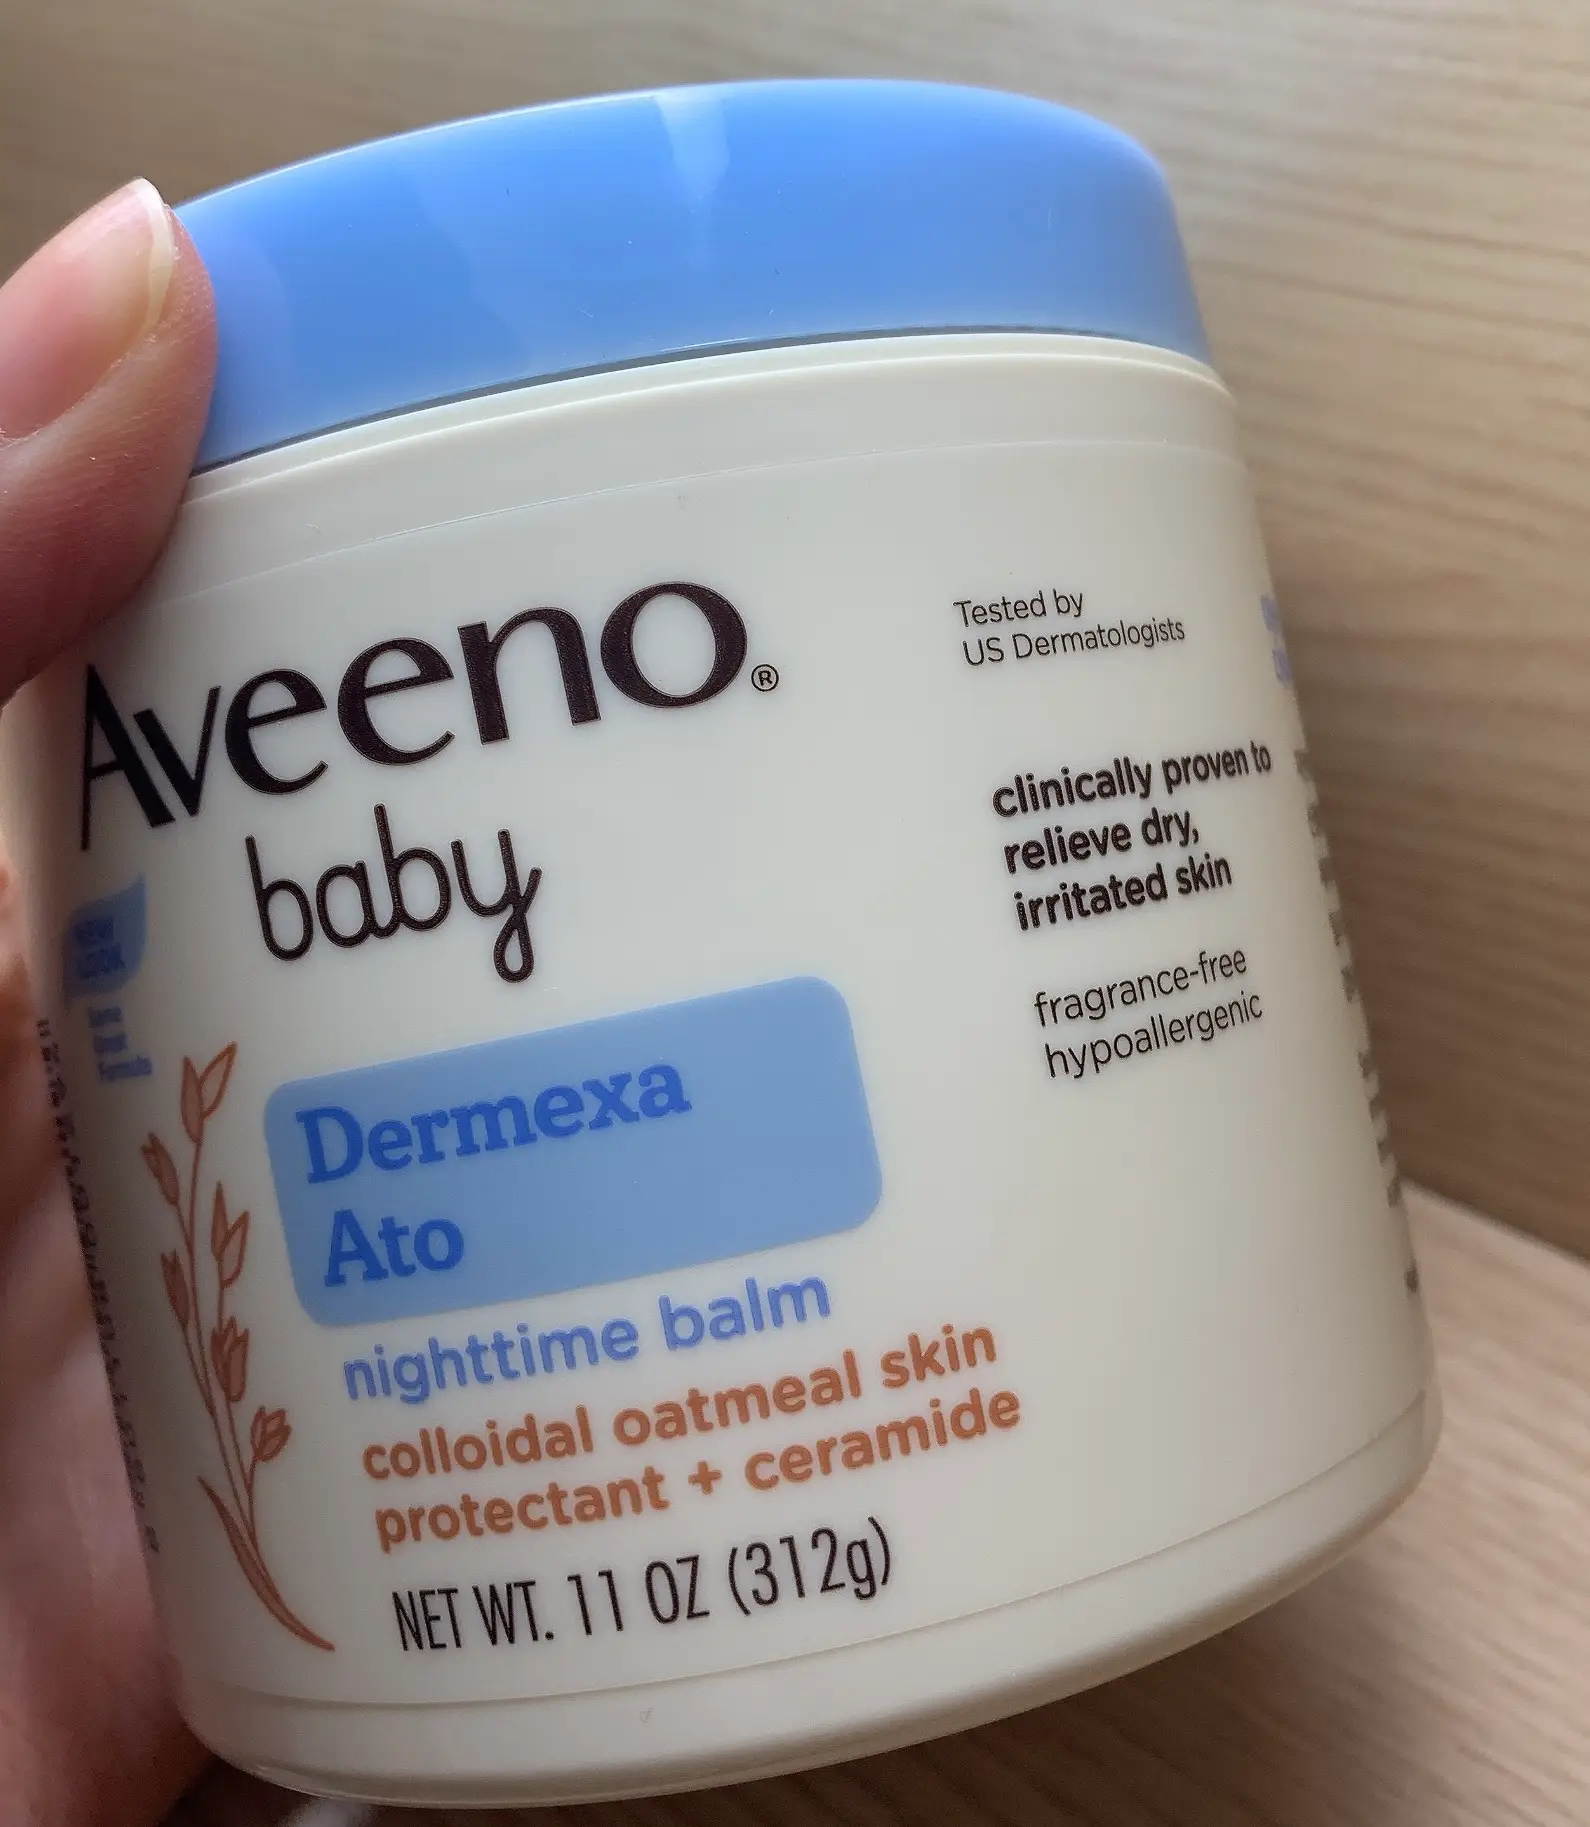 Aveeno®
baby
Dermexa
Ato
nighttime balm
colloidal oatmeal skin
protectant + ceramide
NET WT. 11 OZ (312g)
Tested by
US Dermatologists
clinically proven to
relieve dry,
irritated skin
fragrance-free
hypoallergenic